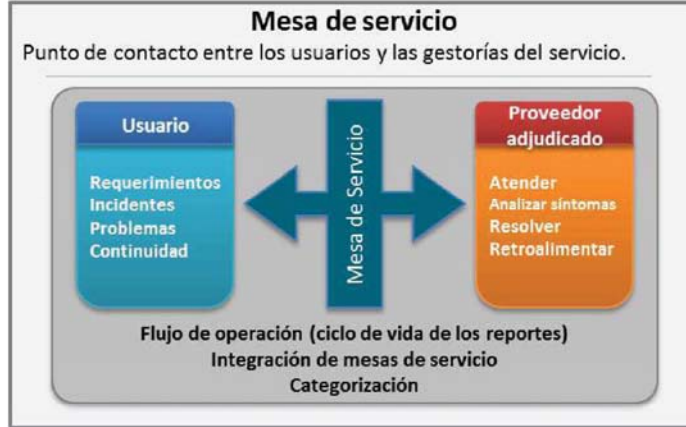 Mesa de servicio
Punto de contacto entre los usuarios y las gestorías del servicio.
Usuario
Requerimientos
Incidentes
Problemas
Continuidad
Mesa de Servicio
Proveedor
adjudicado
Atender
Analizar síntomas
Resolver
Retroalimentar
Flujo de operación (ciclo de vida de los reportes)
Integración de mesas de servicio
Categorización